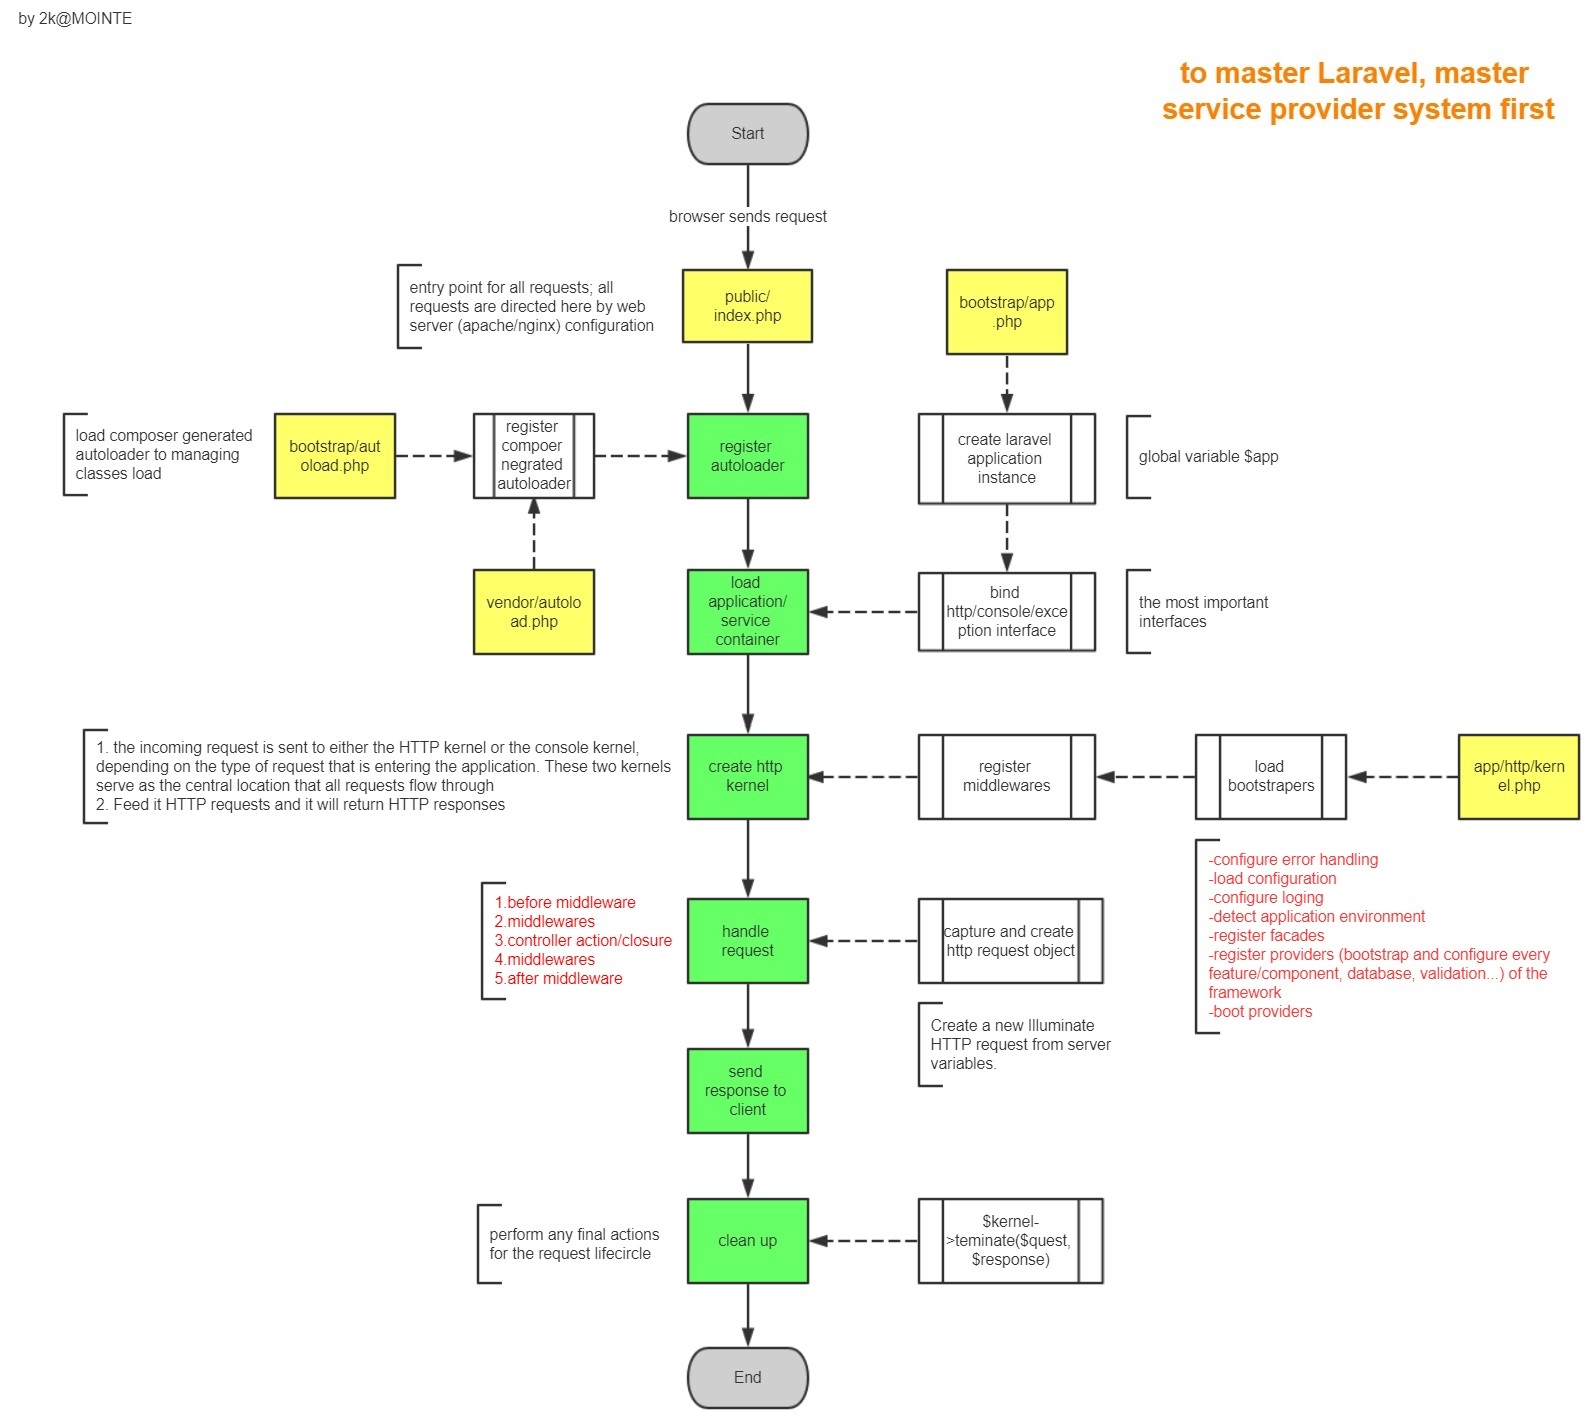 by 2k@MOINTE
to master Laravel, master
service provider system first
Start
browser sends request
entry point for all requests; all
requests are directed here by web
server (apache/nginx) configuration
public/
index.php
bootstrap/app
.php
load composer generated
autoloader to managing
classes load
bootstrap/aut
oload.php
register
compoer
negrated
autoloader
register
autoloader
create laravel
application
instance
global variable $app
vendor/autolo
ad.php
load
application/
service
container
bind
http/console/exce
ption interface
the most important
interfaces
1. the incoming request is sent to either the HTTP kernel or the console kernel,
depending on the type of request that is entering the application. These two kernels
serve as the central location that all requests flow through
2. Feed it HTTP requests and it will return HTTP responses
create http
kernel
register
middlewares
load
bootstrapers
app/http/kern
el.php
-configure error handling
-load configuration
-configure loging
-detect application environment
-register facades
-register providers (bootstrap and configure every
feature/component, database, validation...) of the
framework
-boot providers
1.before middleware
2.middlewares
3.controller action/closure
4.middlewares
5.after middleware
handle
request
capture and create
http request object
Create a new Illuminate
HTTP request from server
variables.
send
response to
client
perform any final actions
for the request lifecircle
clean up
$kernel-
>teminate($quest,
$response)
End